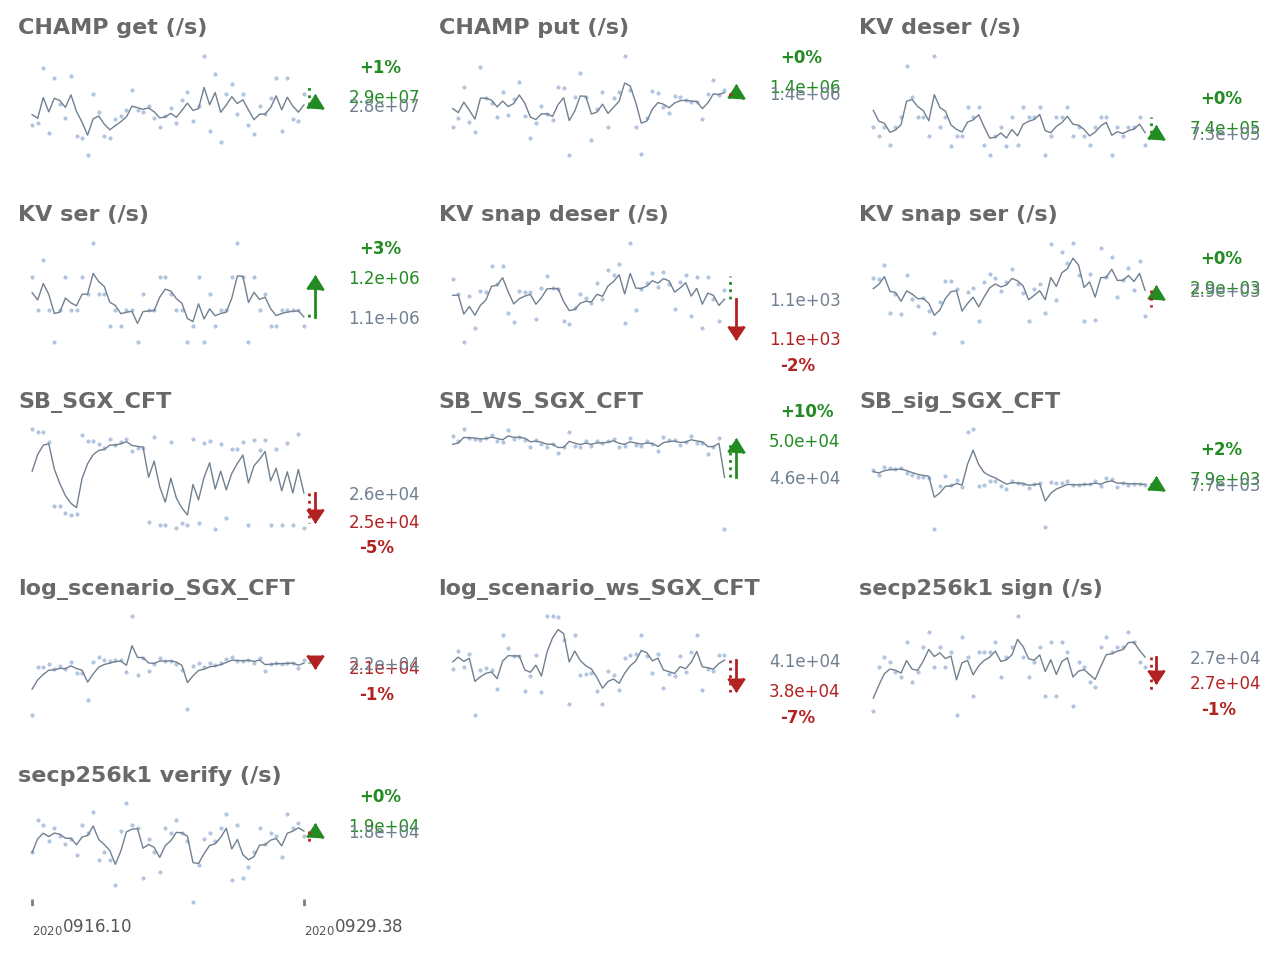 CHAMP get (/s)
+1%
2.9e+07
2.8e+07
CHAMP put (/s)
+0%
1.4e+06
1.4e+06
KV deser (/s)
+0%
7.4e+05
7.3e+05
KV ser (/s)
+3%
1.2e+06
1.1e+06
KV snap deser (/s)
1.1e+03
1.1e+03
-2%
KV snap ser (/s)
+0%
2.9e+03
2.9e+03
SB_SGX_CFT
2.6e+04
2.5e+04
-5%
SB_WS_SGX_CFT
+10%
5.0e+04
4.6e+04
SB_sig_SGX_CFT
+2%
7.9e+03
7.7e+03
log_scenario_SGX_CFT
2.2e+04
2.1e+04
-1%
log_scenario_ws_SGX_CFT
4.1e+04
3.8e+04
-7%
secp256k1 sign (/s)
2.7e+04
2.7e+04
-1%
secp256k1 verify (/s)
+0%
1.9e+04
1.8e+04
20200916.10
20200929.38